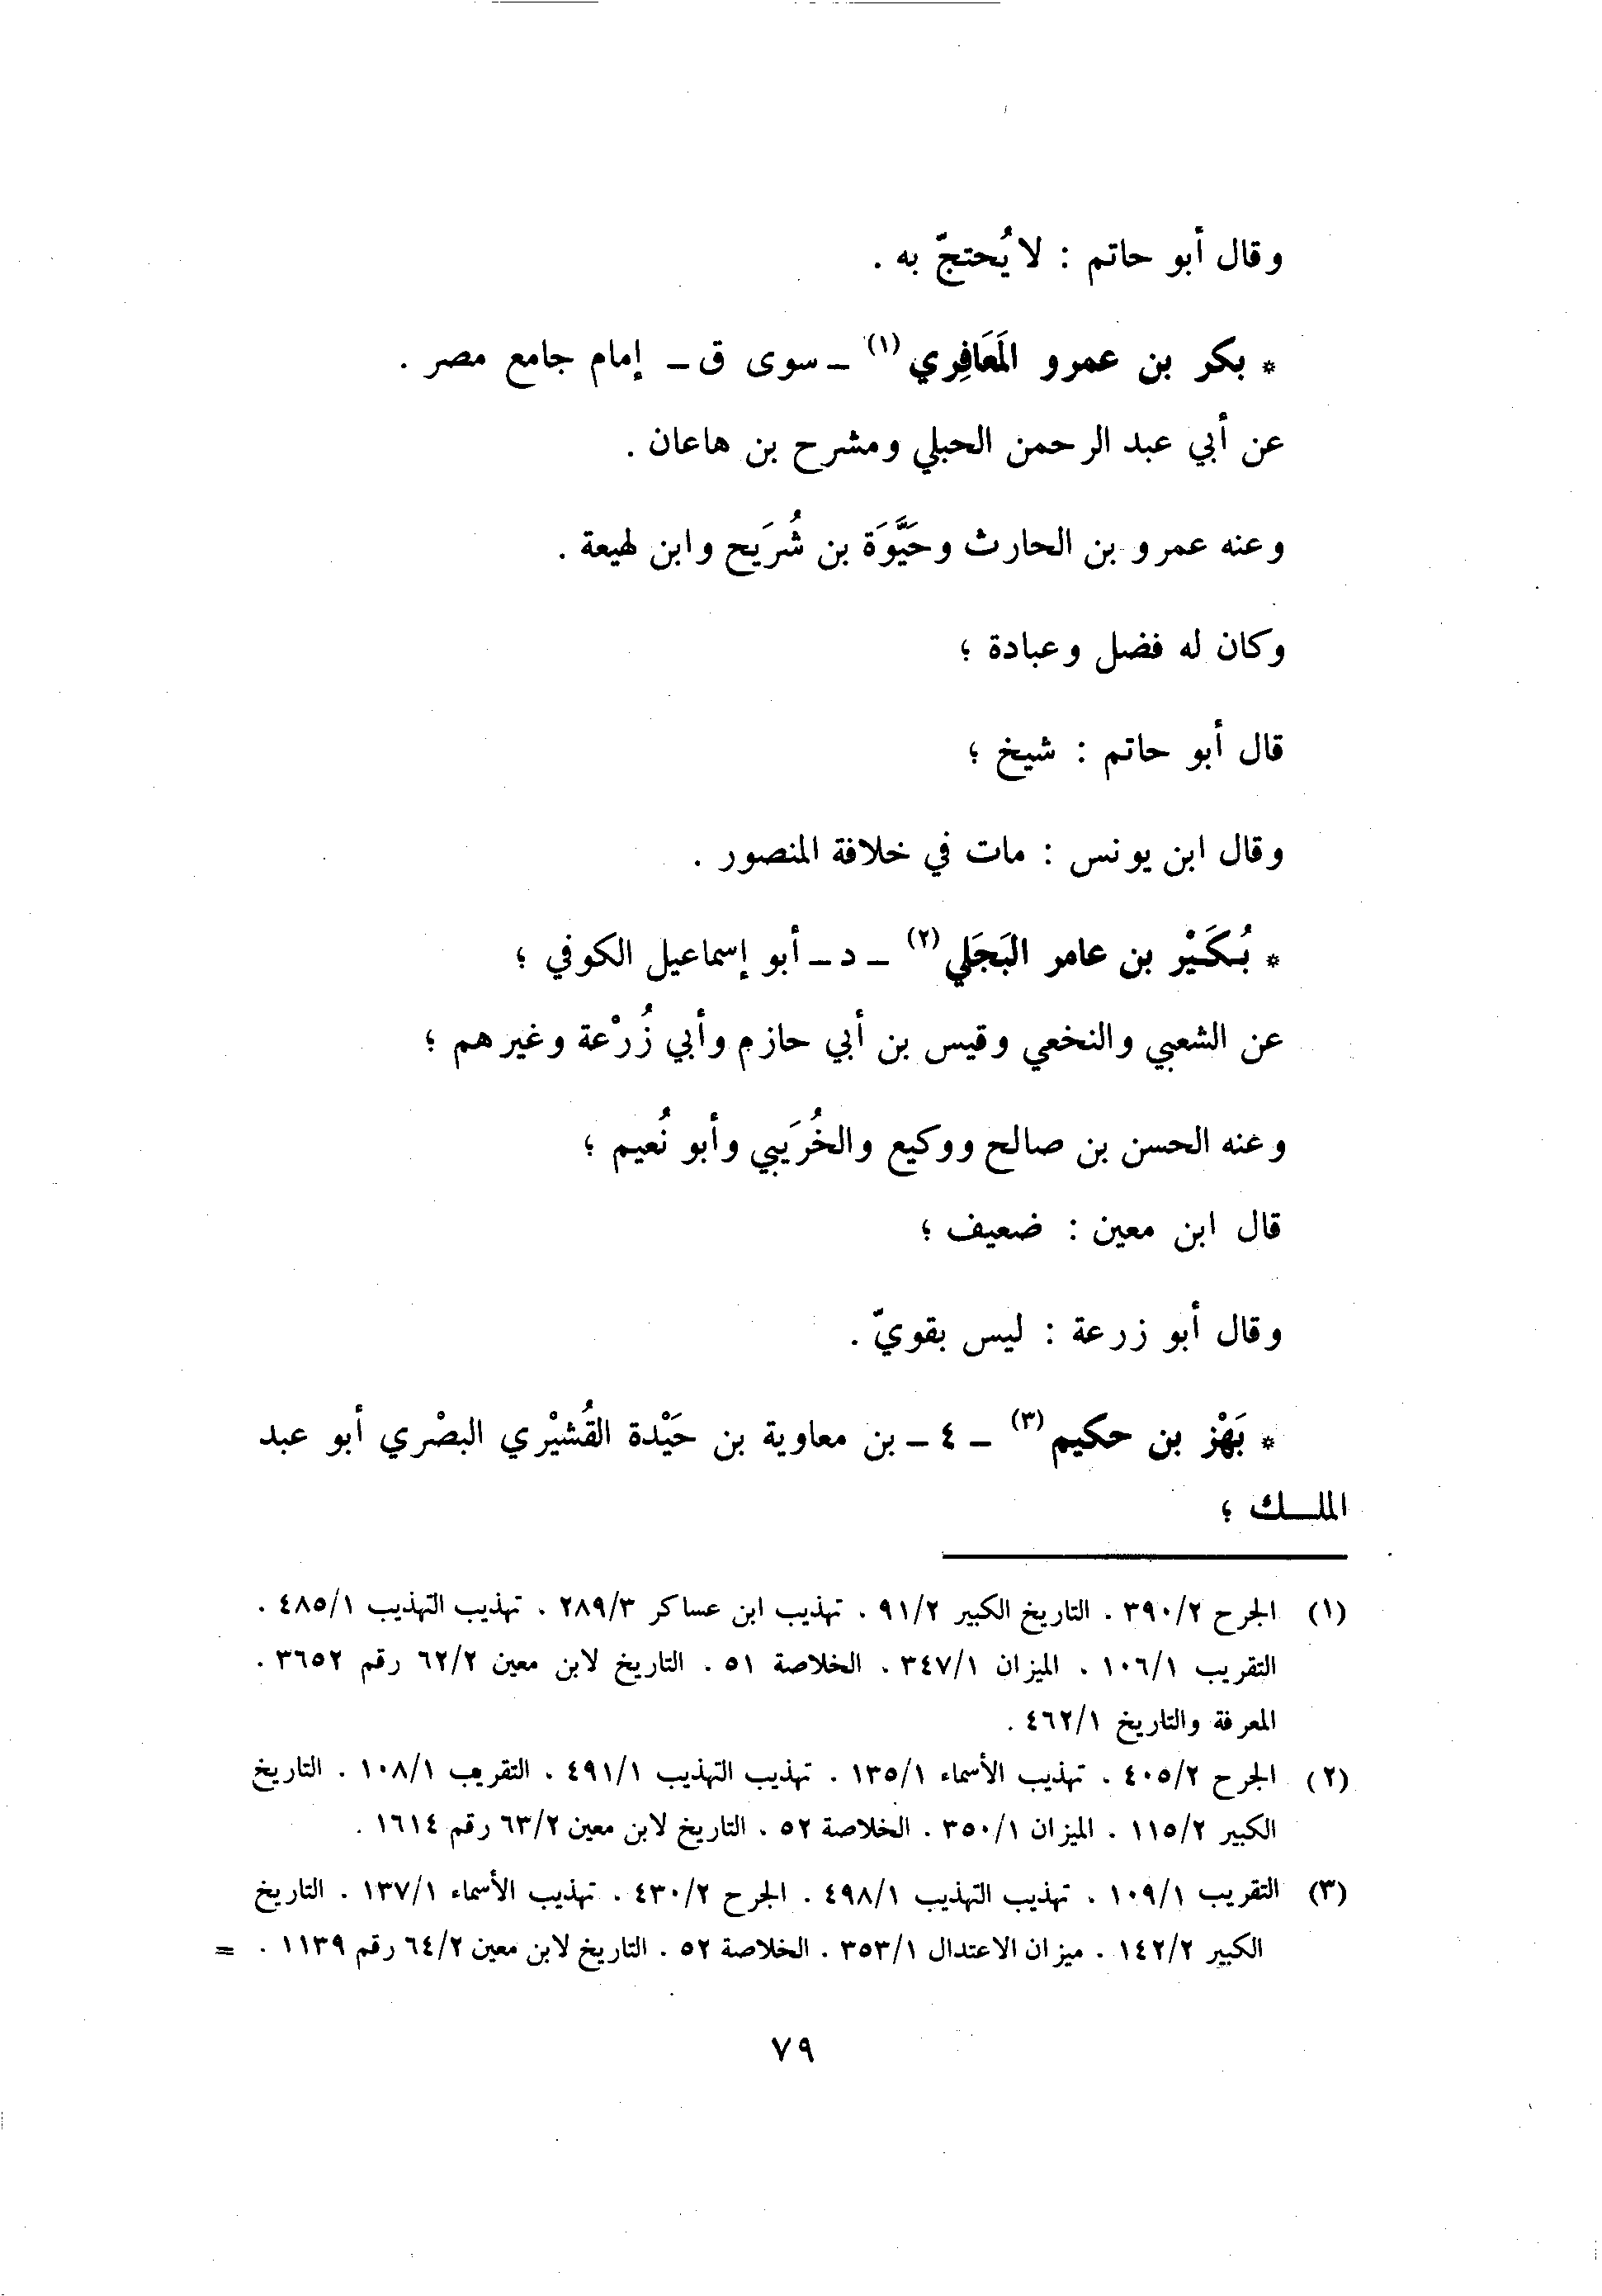 وقال أبو حاتم : لا يُحتجّ به .
* بكر بن عمرو المَعَافِري (١) ـ سوى ق ـ إمام جامع مصر .
عن أبي عبد الرحمن الحبلي ومشرح بن هاعان .
وعنه عمرو بن الحارث وحَيَّوَة بن شُرَيح وابن لهيعة .
وكان له فضل وعبادة ؛
قال أبو حاتم : شيخ ؛
وقال ابن يونس : مات في خلافة المنصور .
* بُكَيْر بن عامر البَجَلي (٢) ـ د ـ أبو إسماعيل الكوفي ؛
عن الشعبي والنخعي وقيس بن أبي حازم وأبي زُرْعة وغيرهم ؛
وعنه الحسن بن صالح ووكيع والخُرَيبي وأبو نُعيم ؛
قال ابن معين : ضعيف ؛
وقال أبو زرعة : ليس بقويّ .
* بَهْز بن حكيم (٣) ـ ٤ ـ بن معاوية بن حَيْدة القُشيْري البصْري أبو عبد
الملـك ؛
(١) الجرح ٣٩٠/٢ . التاريخ الكبير ٩١/٢ . تهذيب ابن عساكر ٢٨٩/٣ . تهذيب التهذيب ٤٨٥/١ .
التقريب ١٠٦/١ . الميزان ٣٤٧/١ . الخلاصة ٥١ . التاريخ لابن معين ٦٢/٢ رقم ٣٦٥٢ .
المعرفة والتاريخ ٤٦٢/١ .
(٢) الجرح ٤٠٥/٢ . تهذيب الأسماء ١٣٥/١ . تهذيب التهذيب ٤٩١/١ . التقريب ١٠٨/١ . التاريخ
الكبير ١١٥/٢ . الميزان ٣٥٠/١ . الخلاصة ٥٢ . التاريخ لابن معين ٦٣/٢ رقم ١٦١٤ .
(٣) التقريب ١٠٩/١ . تهذيب التهذيب ٤٩٨/١ . الجرح ٤٣٠/٢ . تهذيب الأسماء ١٣٧/١ . التاريخ
الكبير ١٤٢/٢ . ميزان الاعتدال ٣٥٣/١ . الخلاصة ٥٢ . التاريخ لابن معين ٦٤/٢ رقم ١١٣٩ . =
٧٩